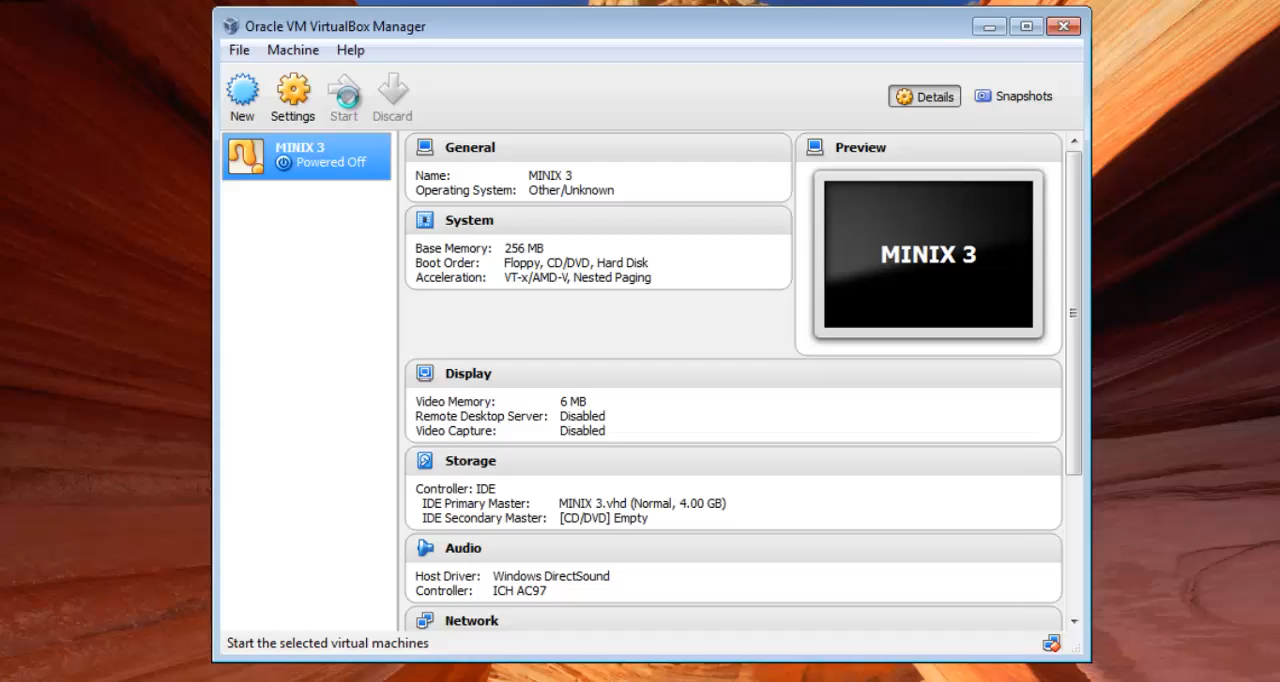 Oracle VM VirtualBox Manager
File Machine Help
New Settings Start Discard
Details Snapshots
MINIX 3
Powered Off
General
Name: MINIX 3
Operating System: Other/Unknown
System
Base Memory: 256 MB
Boot Order: Floppy, CD/DVD, Hard Disk
Acceleration: VT-x/AMD-V, Nested Paging
Preview
MINIX 3
Display
Video Memory: 6 MB
Remote Desktop Server: Disabled
Video Capture: Disabled
Storage
Controller: IDE
IDE Primary Master: MINIX 3.vhd (Normal, 4.00 GB)
IDE Secondary Master: [CD/DVD] Empty
Audio
Host Driver: Windows DirectSound
Controller: ICH AC97
Network
Start the selected virtual machines